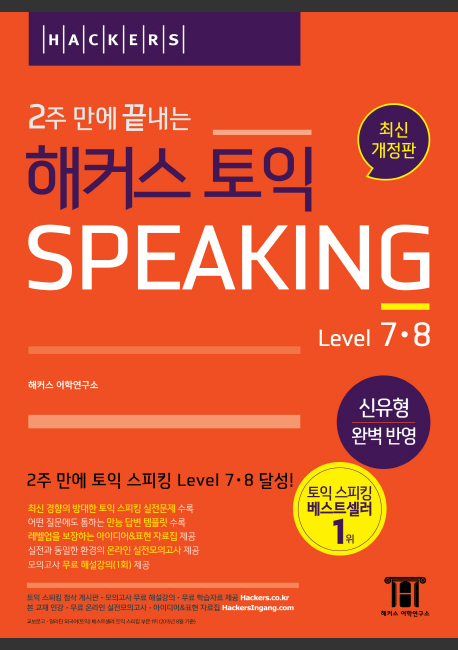 HACKERS
2주 만에 끝내는
최신
개정판
해커스 토익
SPEAKING
Level 7·8
해커스 어학연구소
신유형
완벽 반영
2주 만에 토익 스피킹 Level 7·8 달성!
토익 스피킹
베스트셀러
1위
최신 경향의 방대한 토익 스피킹 실전문제 수록
어떤 질문에도 통하는 만능 답변 템플릿 수록
레벨업을 보장하는 아이디어&표현 자료집 제공
실전과 동일한 환경의 온라인 실전모의고사 제공
모의고사 무료 해설강의(1회) 제공
토익 스피킹 첨삭 게시판·모의고사 무료 해설강의·무료 학습자료 제공 Hackers.co.kr
본 교재 인강·무료 온라인 실전모의고사·아이디어&표현 자료집 HackersIngang.com
해커스 어학연구소